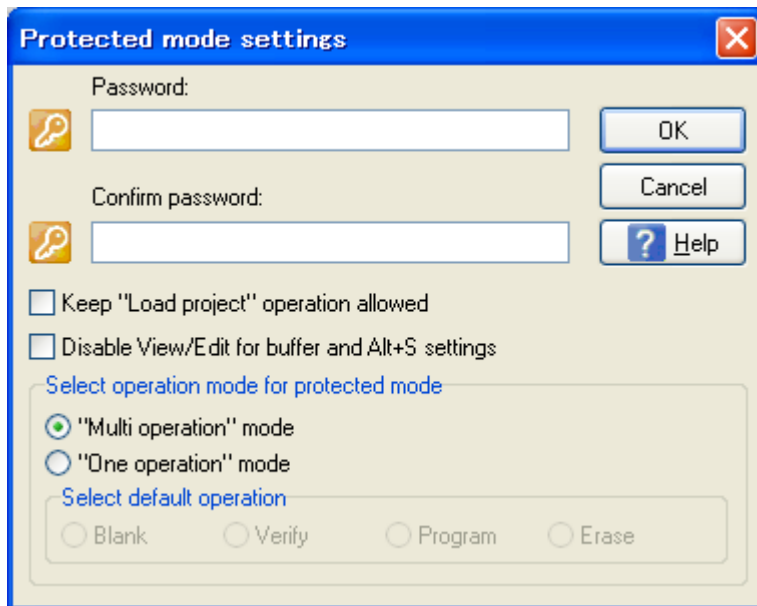 Protected mode settings
Password:
OK
Cancel
Confirm password:
? Help
Keep "Load project" operation allowed
Disable View/Edit for buffer and Alt+S settings
Select operation mode for protected mode
"Multi operation" mode
"One operation" mode
Select default operation
Blank Verify Program Erase